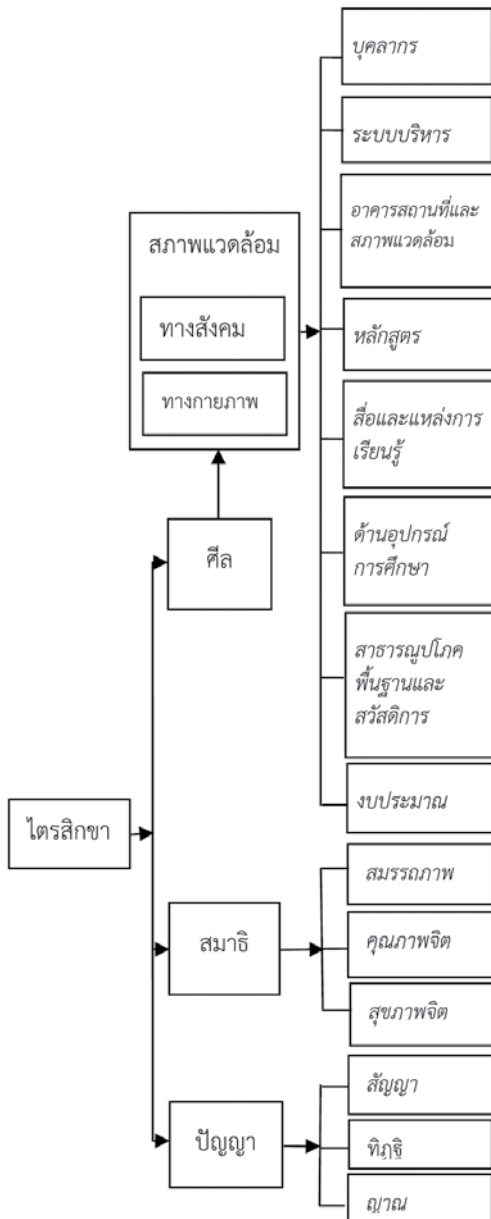 บุคลากร
ระบบบริหาร
อาคารสถานที่และ
สภาพแวดล้อม
สภาพแวดล้อม
ทางสังคม
ทางกายภาพ
หลักสูตร
สื่อและแหล่งการ
เรียนรู้
ศีล
ด้านอุปกรณ์
การศึกษา
สาธารณูปโภค
พื้นฐานและ
สวัสดิการ
งบประมาณ
ไตรสิกขา
สมาธิ
สมรรถภาพ
คุณภาพจิต
สุขภาพจิต
ปัญญา
สัญญา
ทิฎฐิ
ญาณ